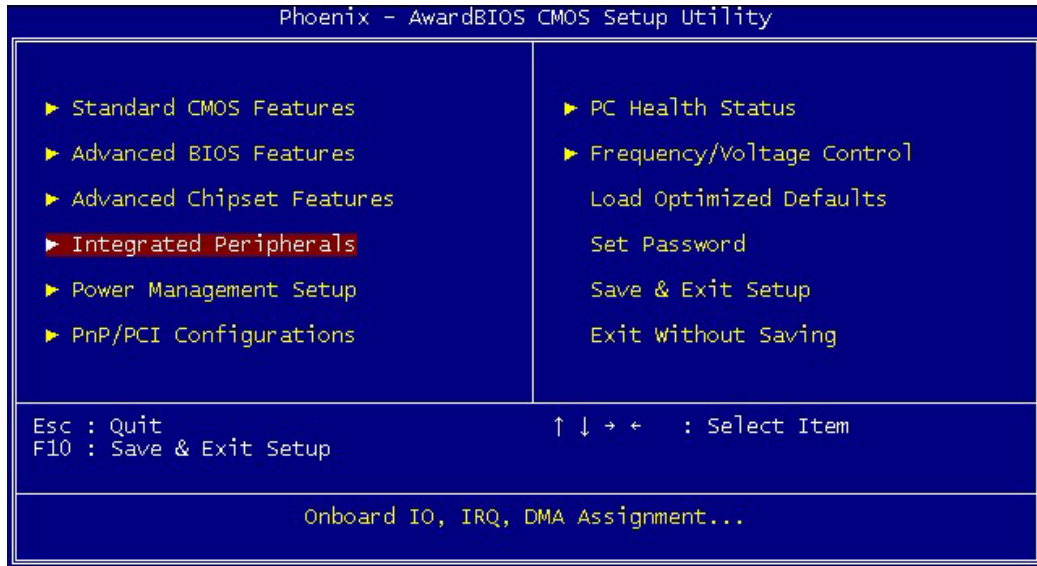 Phoenix - AwardBIOS CMOS Setup Utility
► Standard CMOS Features
► Advanced BIOS Features
► Advanced Chipset Features
► Integrated Peripherals
► Power Management Setup
► PnP/PCI Configurations
► PC Health Status
► Frequency/Voltage Control
Load Optimized Defaults
Set Password
Save & Exit Setup
Exit Without Saving
Esc : Quit
F10 : Save & Exit Setup
↑ ↓ → ← : Select Item
Onboard IO, IRQ, DMA Assignment...